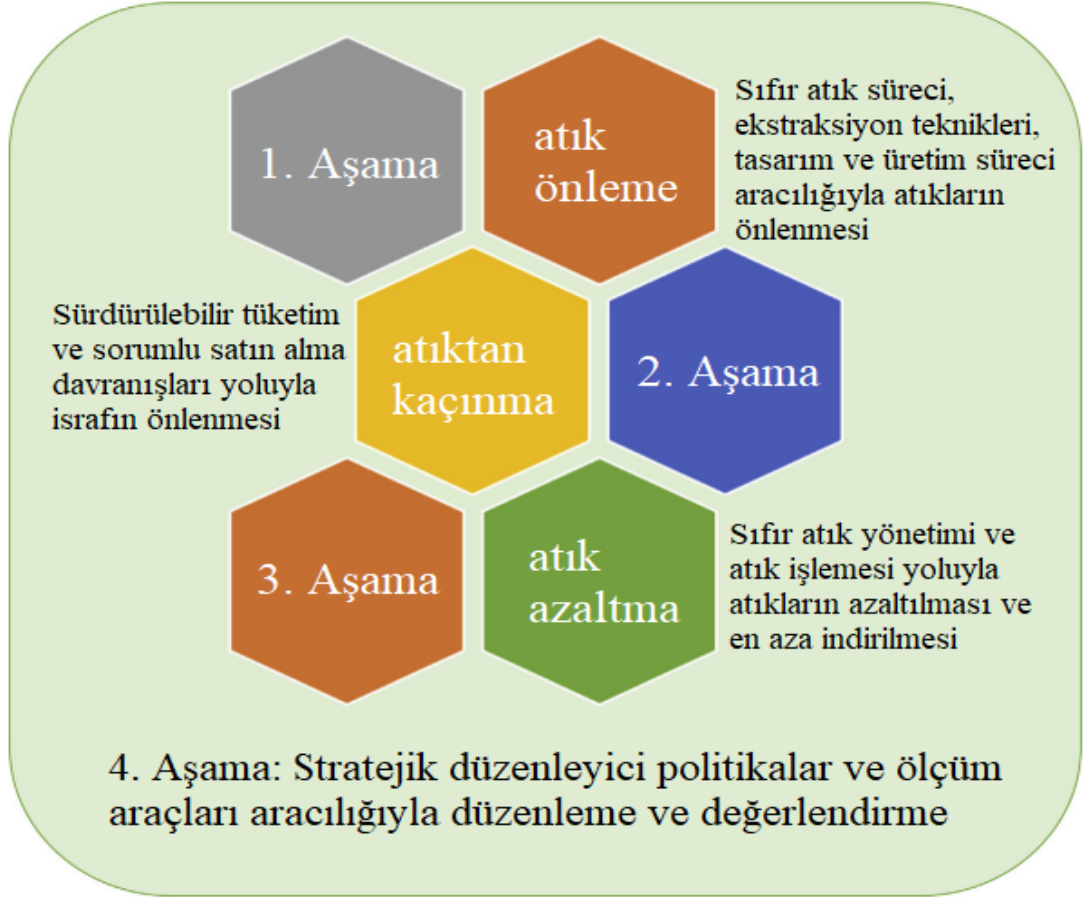 1. Aşama
atık
önleme
Sıfır atık süreci,
ekstraksiyon teknikleri,
tasarım ve üretim süreci
aracılığıyla atıkların
önlenmesi
Sürdürülebilir tüketim
ve sorumlu satın alma
davranışları yoluyla
israfın önlenmesi
atıktan
kaçınma
2. Aşama
3. Aşama
atık
azaltma
Sıfır atık yönetimi ve
atık işlemesi yoluyla
atıkların azaltılması ve
en aza indirilmesi
4. Aşama: Stratejik düzenleyici politikalar ve ölçüm
araçları aracılığıyla düzenleme ve değerlendirme